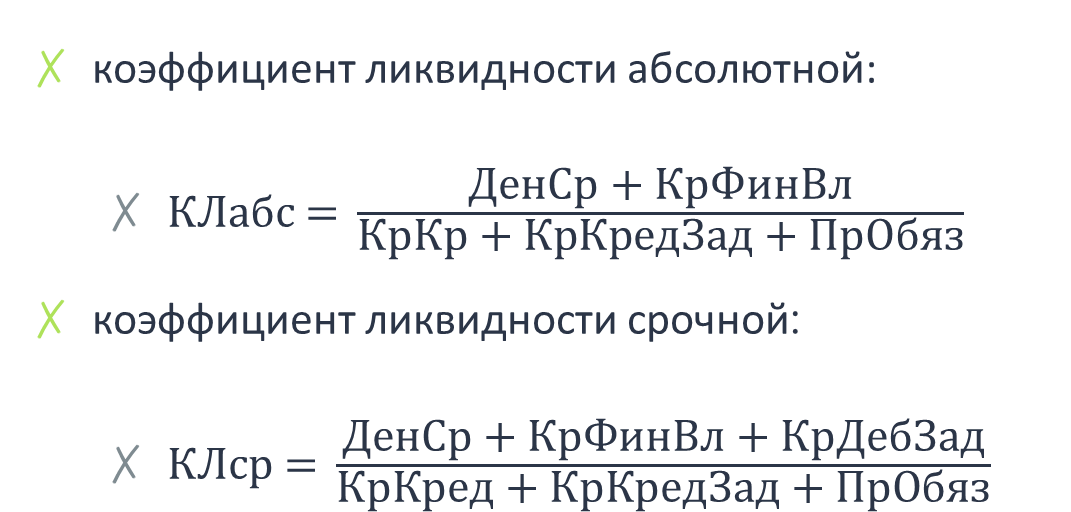 коэффициент ликвидности абсолютной:
КЛабс = (ДенСр + КрФинВл) / (КрКр + КрКредЗад + ПрОбяз)
коэффициент ликвидности срочной:
КЛср = (ДенСр + КрФинВл + КрДебЗад) / (КрКред + КрКредЗад + ПрОбяз)